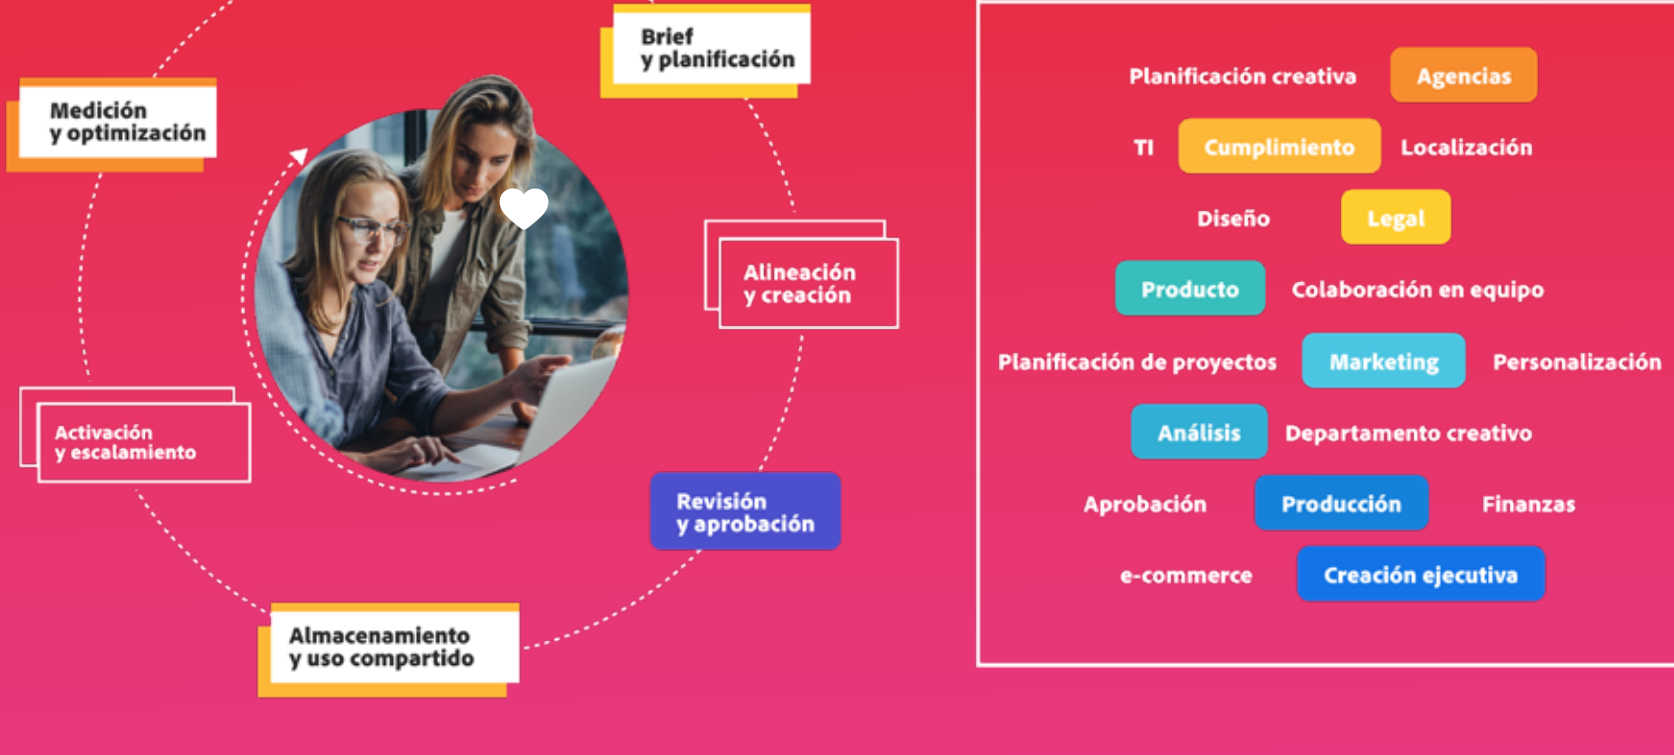 Brief
y planificación
Medición
y optimización
Alineación
y creación
Activación
y escalamiento
Revisión
y aprobación
Almacenamiento
y uso compartido
Planificación creativa Agencias
TI Cumplimiento Localización
Diseño Legal
Producto Colaboración en equipo
Planificación de proyectos Marketing Personalización
Análisis Departamento creativo
Aprobación Producción Finanzas
e-commerce Creación ejecutiva